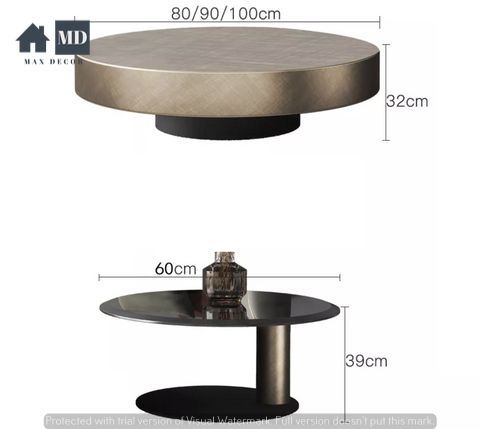 80/90/100cm
MD
MAX DECOR
32cm
60cm
39cm
Protected with trial version of Visual Watermark. Full version doesn't put this mark.